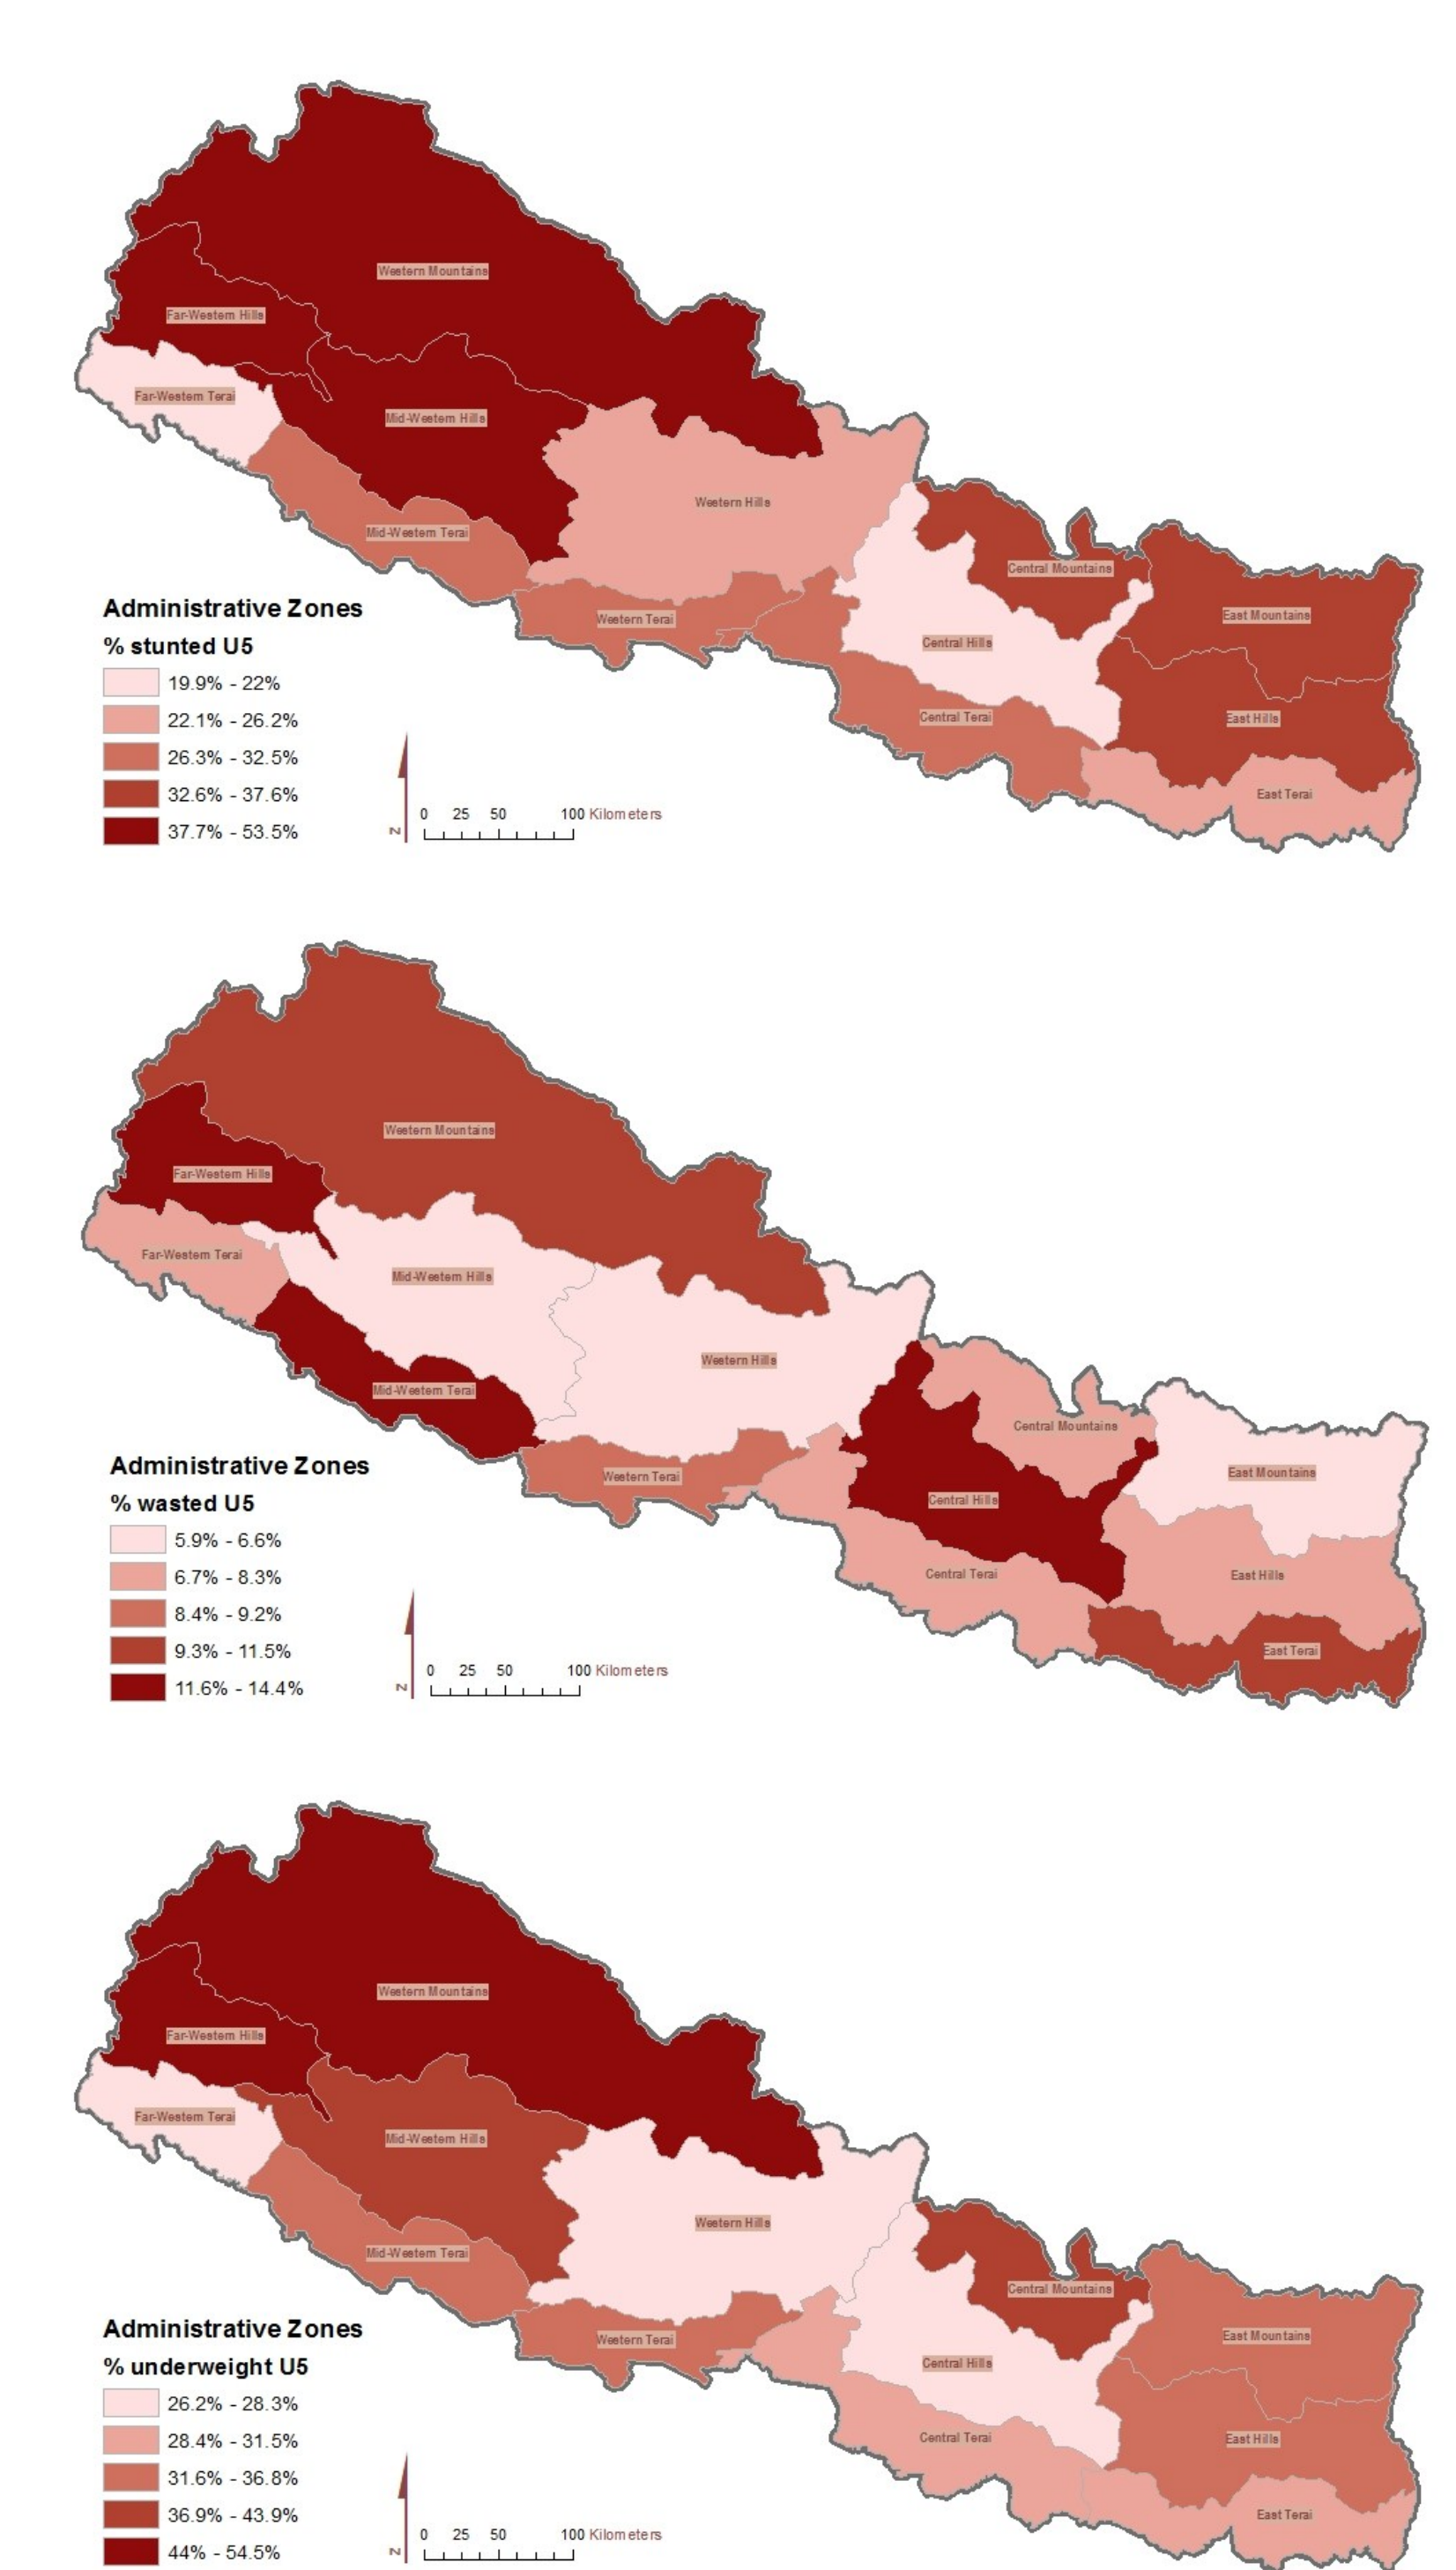 Western Mountains
Far-Western Hills
Far-Western Terai
Mid-Western Hills
Western Hills
Mid-Western Terai
Central Mountains
Western Terai
East Mountains
Central Hills
Central Terai
East Hills
East Terai
Administrative Zones
% stunted U5
19.9% - 22%
22.1% - 26.2%
26.3% - 32.5%
32.6% - 37.6%
37.7% - 53.5%
N
0 25 50 100 Kilometers
Western Mountains
Far-Western Hills
Far-Western Terai
Mid-Western Hills
Western Hills
Mid-Western Terai
Central Mountains
Western Terai
East Mountains
Central Hills
Central Terai
East Hills
East Terai
Administrative Zones
% wasted U5
5.9% - 6.6%
6.7% - 8.3%
8.4% - 9.2%
9.3% - 11.5%
11.6% - 14.4%
N
0 25 50 100 Kilometers
Western Mountains
Far-Western Hills
Far-Western Terai
Mid-Western Hills
Western Hills
Mid-Western Terai
Central Mountains
Western Terai
East Mountains
Central Hills
Central Terai
East Hills
East Terai
Administrative Zones
% underweight U5
26.2% - 28.3%
28.4% - 31.5%
31.6% - 36.8%
36.9% - 43.9%
44% - 54.5%
N
0 25 50 100 Kilometers